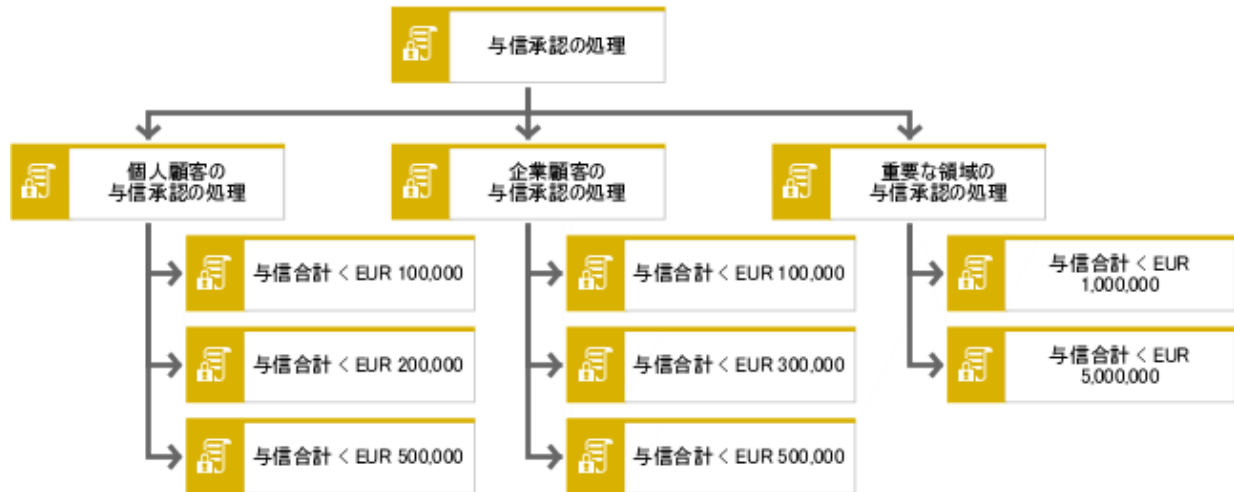 与信承認の処理
個人顧客の
与信承認の処理
企業顧客の
与信承認の処理
重要な領域の
与信承認の処理
与信合計 < EUR 100,000
与信合計 < EUR 200,000
与信合計 < EUR 500,000
与信合計 < EUR 100,000
与信合計 < EUR 300,000
与信合計 < EUR 500,000
与信合計 < EUR
1,000,000
与信合計 < EUR
5,000,000